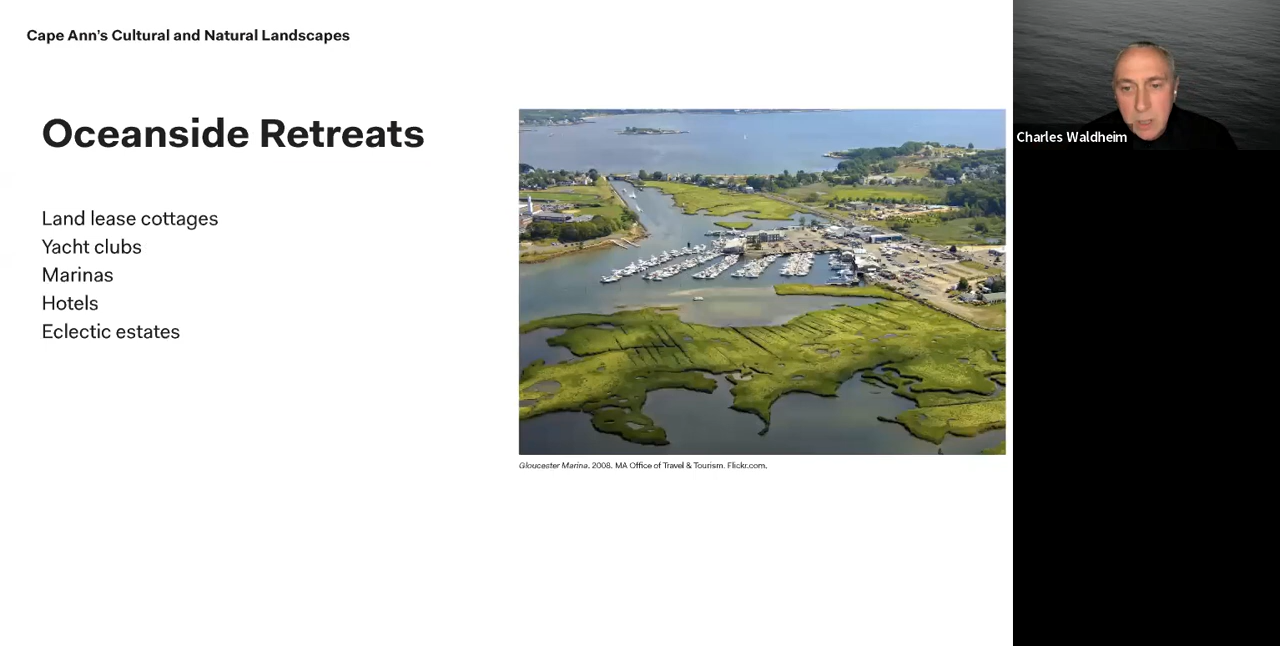 Cape Ann's Cultural and Natural Landscapes
Oceanside Retreats
Land lease cottages
Yacht clubs
Marinas
Hotels
Eclectic estates
Gloucester Marina. 2008. MA Office of Travel & Tourism. Flickr.com.
Charles Waldheim